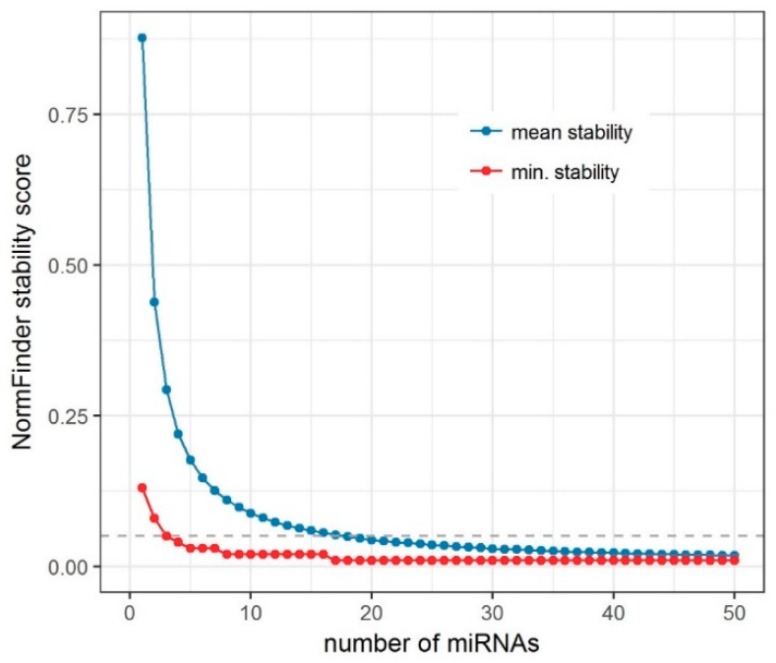 NormFinder stability score
0.75
0.50
0.25
0.00
mean stability
min. stability
0 10 20 30 40 50
number of miRNAs